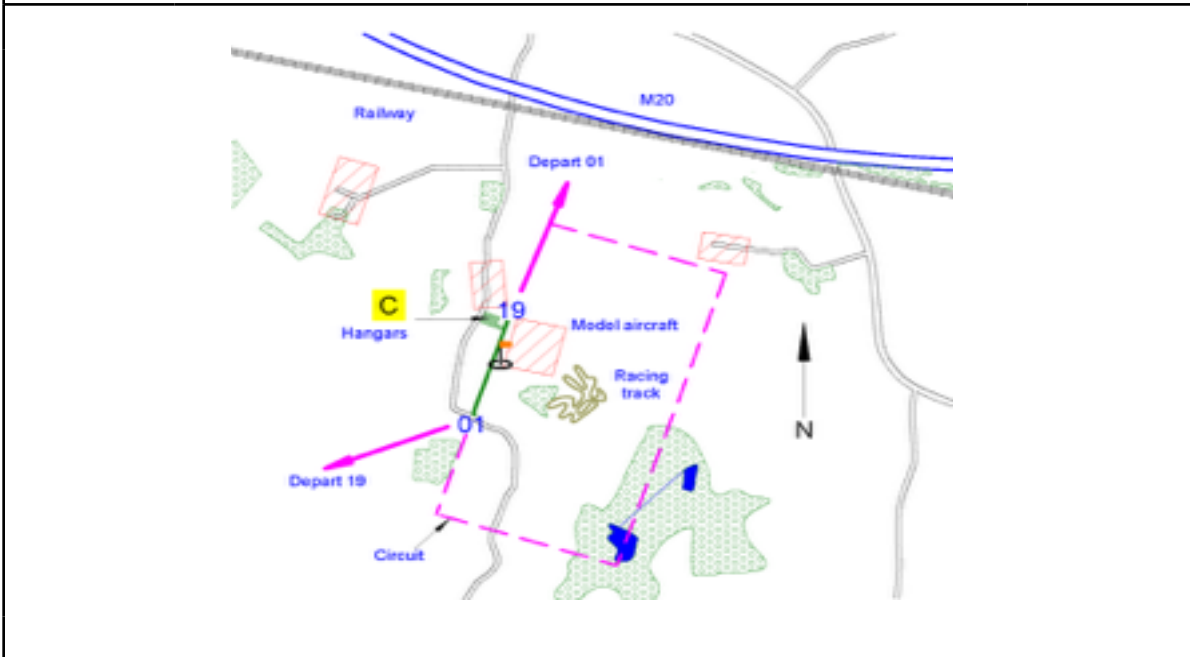 M20
Railway
Depart 01
C
19
Hangars
Model aircraft
Racing
track
01
N
Depart 19
Circuit